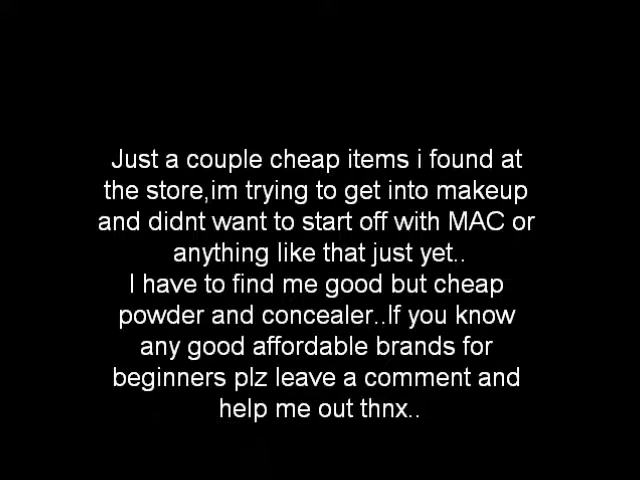 Just a couple cheap items i found at
the store,im trying to get into makeup
and didnt want to start off with MAC or
anything like that just yet..
I have to find me good but cheap
powder and concealer..If you know
any good affordable brands for
beginners plz leave a comment and
help me out thnx..